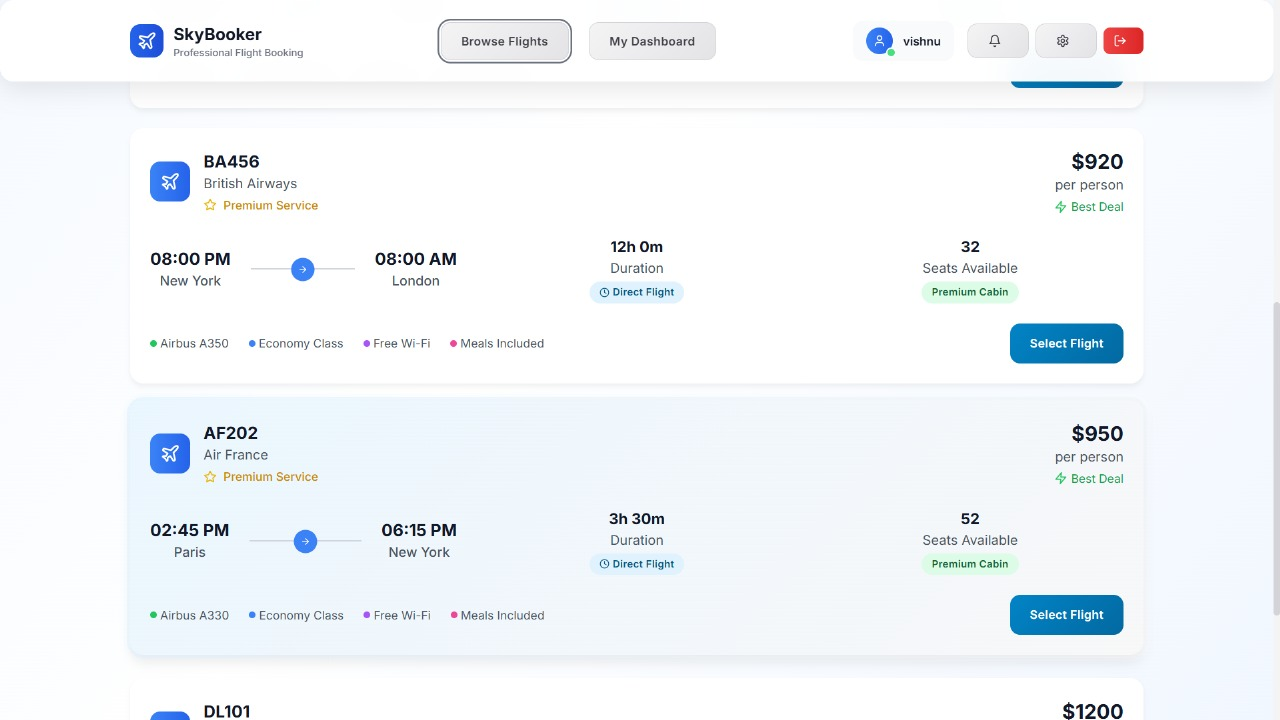 SkyBooker
Professional Flight Booking
Browse Flights
My Dashboard
vishnu
BA456
British Airways
Premium Service
$920
per person
Best Deal
08:00 PM
New York
08:00 AM
London
12h 0m
Duration
Direct Flight
32
Seats Available
Premium Cabin
Airbus A350
Economy Class
Free Wi-Fi
Meals Included
Select Flight
AF202
Air France
Premium Service
$950
per person
Best Deal
02:45 PM
Paris
06:15 PM
New York
3h 30m
Duration
Direct Flight
52
Seats Available
Premium Cabin
Airbus A330
Economy Class
Free Wi-Fi
Meals Included
Select Flight
DL101
$1200